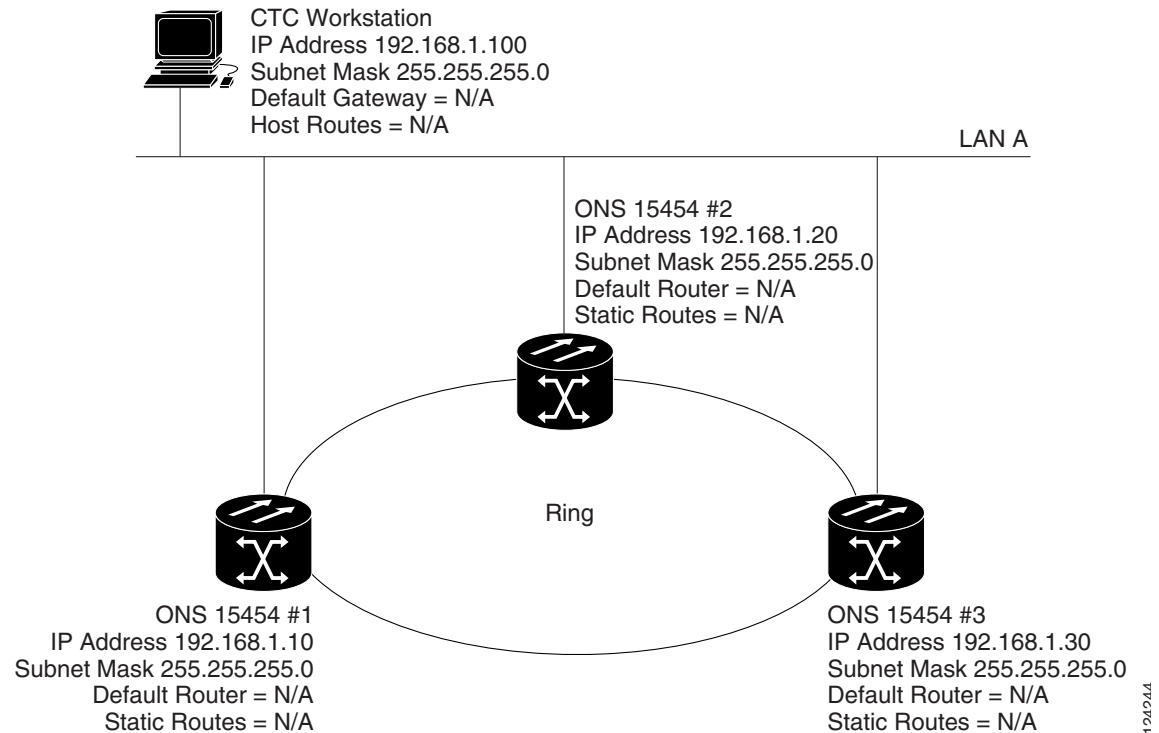 CTC Workstation
IP Address 192.168.1.100
Subnet Mask 255.255.255.0
Default Gateway = N/A
Host Routes = N/A
LAN A
ONS 15454 #2
IP Address 192.168.1.20
Subnet Mask 255.255.255.0
Default Router = N/A
Static Routes = N/A
Ring
ONS 15454 #1
IP Address 192.168.1.10
Subnet Mask 255.255.255.0
Default Router = N/A
Static Routes = N/A
ONS 15454 #3
IP Address 192.168.1.30
Subnet Mask 255.255.255.0
Default Router = N/A
Static Routes = N/A
124244